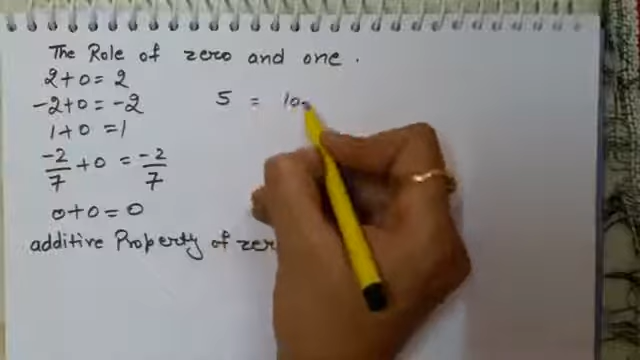 The Role of zero and one.
2+0=2
-2+0=-2
5 = 10
1+0=1
-2/7 + 0 = -2/7
0+0=0
additive Property of